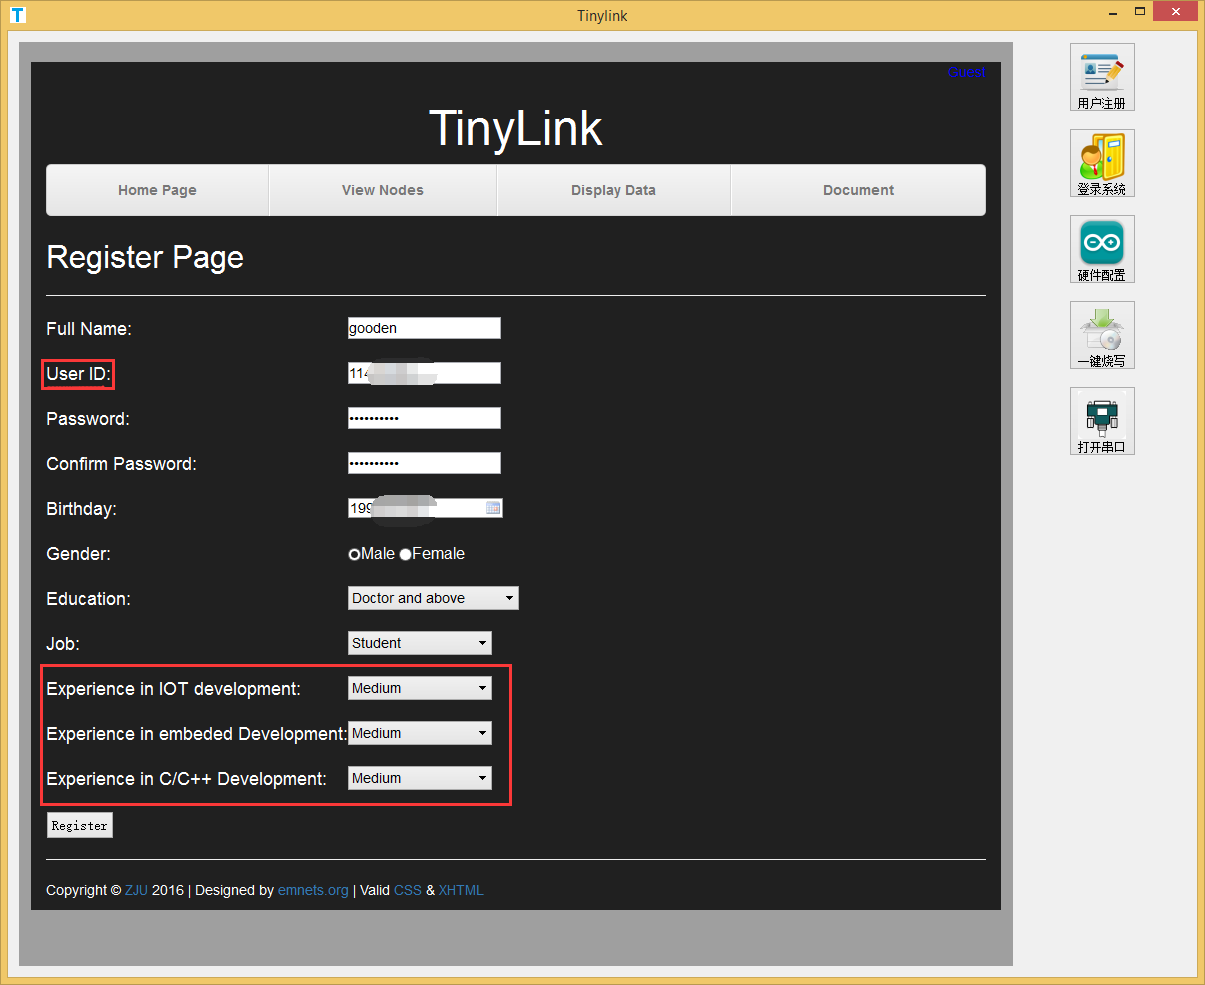 T
Tinylink
Guest
TinyLink
Home Page View Nodes Display Data Document
Register Page
Full Name: gooden
User ID:
Password: ••••••••••
Confirm Password: ••••••••••
Birthday: 199
Gender: Male Female
Education: Doctor and above
Job: Student
Experience in IOT development: Medium
Experience in embeded Development: Medium
Experience in C/C++ Development: Medium
Register
Copyright © ZJU 2016 | Designed by emnets.org | Valid CSS & XHTML
用户注册
登录系统
硬件配置
一键烧写
打开串口